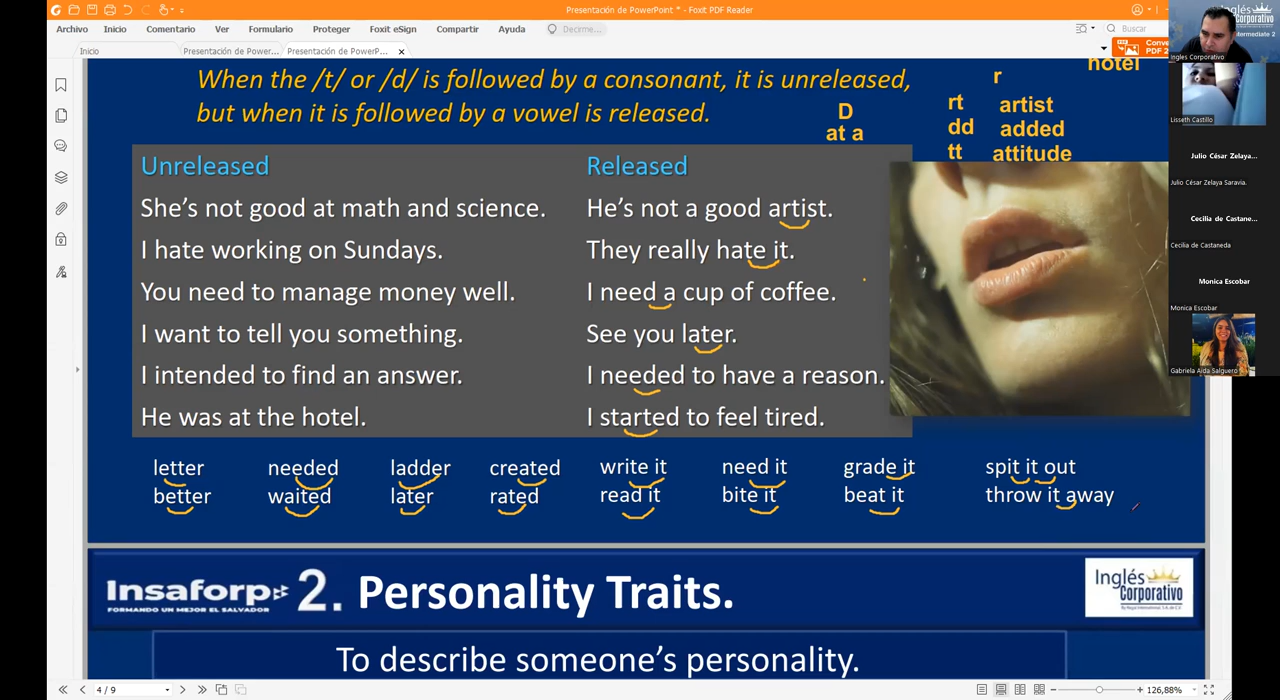 Presentación de PowerPoint * - Foxit PDF Reader
Archivo Inicio Comentario Ver Formulario Proteger Foxit eSign Compartir Ayuda Decirme... Buscar
Inicio Presentación de Power... Presentación de PowerP...
Conve
PDF 2
When the /t/ or /d/ is followed by a consonant, it is unreleased,
but when it is followed by a vowel is released.
D
at a
r
hotel
rt artist
dd added
tt attitude
Unreleased
She's not good at math and science.
I hate working on Sundays.
You need to manage money well.
I want to tell you something.
I intended to find an answer.
He was at the hotel.
Released
He's not a good artist.
They really hate it.
I need a cup of coffee.
See you later.
I needed to have a reason.
I started to feel tired.
letter needed ladder created write it need it grade it spit it out
better waited later rated read it bite it beat it throw it away
Insaforp
FORMANDO UN MEJOR EL SALVADOR
2. Personality Traits.
Inglés
Corporativo
To describe someone's personality.
4 / 9
126,88%
Inglés
Corporativo
termediate 2
Ingles Corporativo
Lisseth Castillo
Julio César Zelaya...
Julio César Zelaya Saravia.
Cecilia de Castane...
Cecilia de Castaneda
Monica Escobar
Monica Escobar
Gabriela Aida Salguero